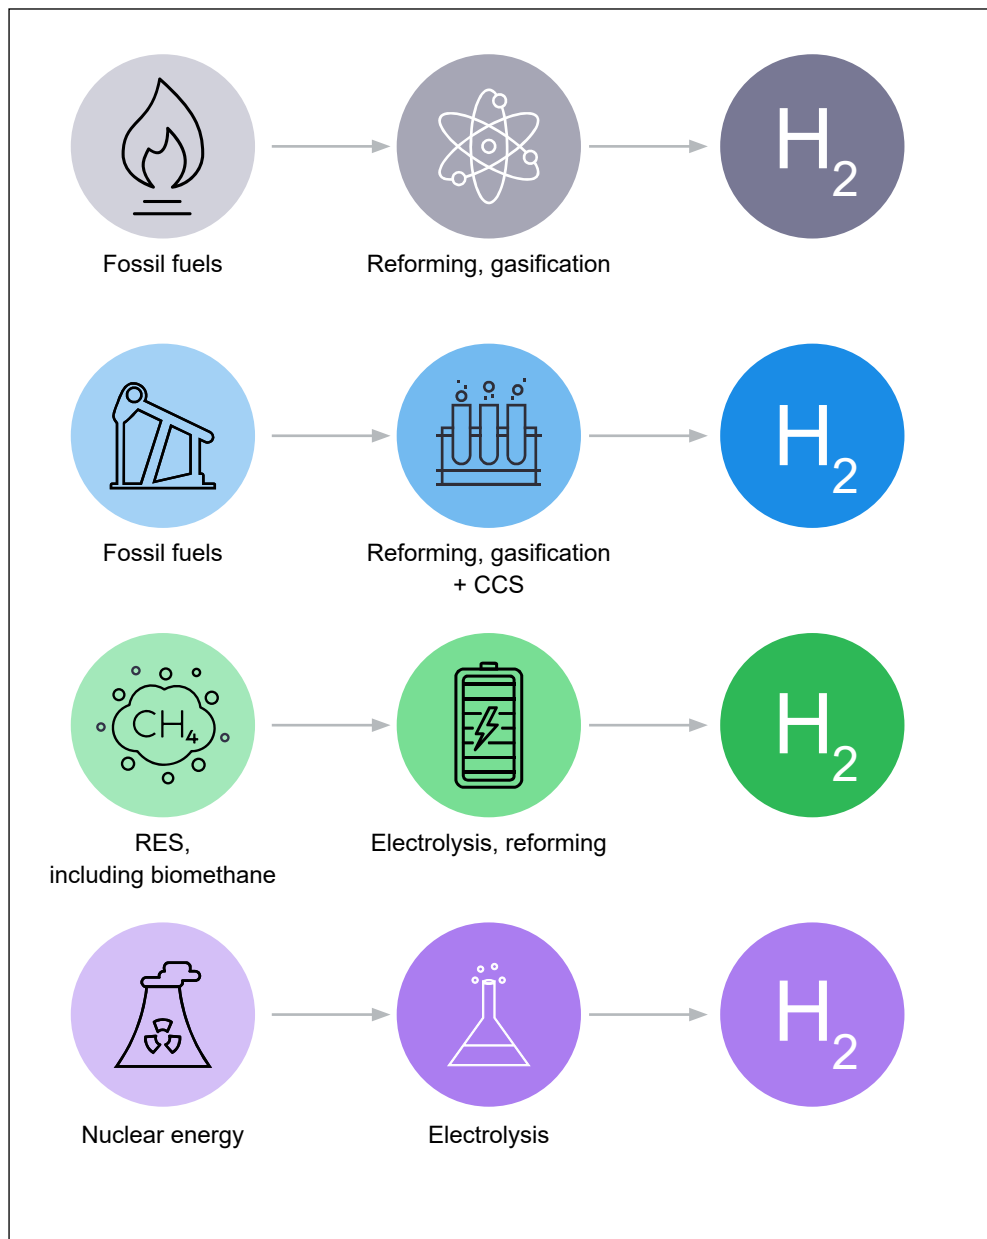 H2
Fossil fuels
Reforming, gasification
H2
Fossil fuels
Reforming, gasification
+ CCS
CH4
H2
RES,
including biomethane
Electrolysis, reforming
H2
Nuclear energy
Electrolysis